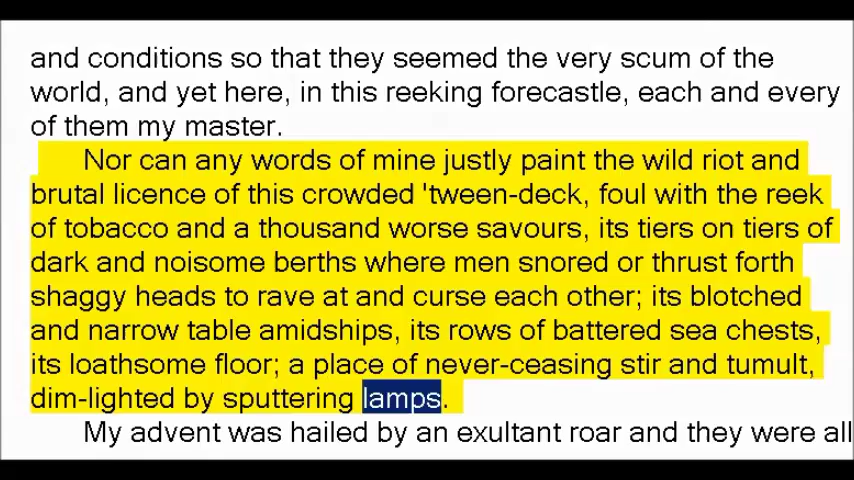 and conditions so that they seemed the very scum of the
world, and yet here, in this reeking forecastle, each and every
of them my master.
Nor can any words of mine justly paint the wild riot and
brutal licence of this crowded 'tween-deck, foul with the reek
of tobacco and a thousand worse savours, its tiers on tiers of
dark and noisome berths where men snored or thrust forth
shaggy heads to rave at and curse each other; its blotched
and narrow table amidships, its rows of battered sea chests,
its loathsome floor; a place of never-ceasing stir and tumult,
dim-lighted by sputtering lamps.
My advent was hailed by an exultant roar and they were all